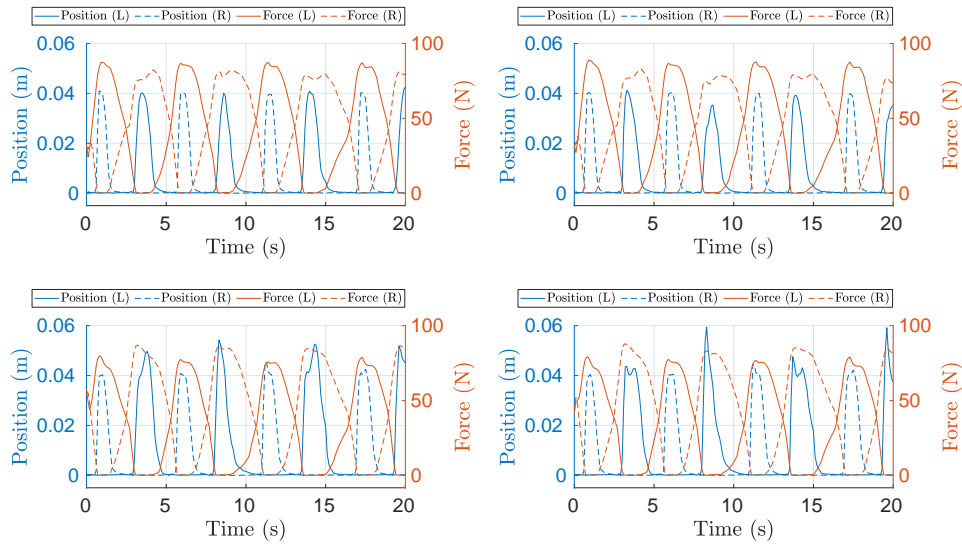 Position (L) Position (R) Force (L) Force (R)
Position (L) Position (R) Force (L) Force (R)
0.06 100 0.06 100
0.04 0.04
50 50
0.02 0.02
0 0 0 0
Position (m) Force (N) Position (m) Force (N)
0 5 10 15 20 0 5 10 15 20
Time (s) Time (s)
Position (L) Position (R) Force (L) Force (R)
Position (L) Position (R) Force (L) Force (R)
0.06 100 0.06 100
0.04 0.04
50 50
0.02 0.02
0 0 0 0
Position (m) Force (N) Position (m) Force (N)
0 5 10 15 20 0 5 10 15 20
Time (s) Time (s)